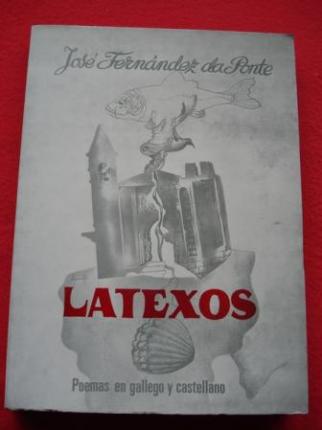 José Fernández da Ponte
LATEXOS
Poemas en gallego y castellano